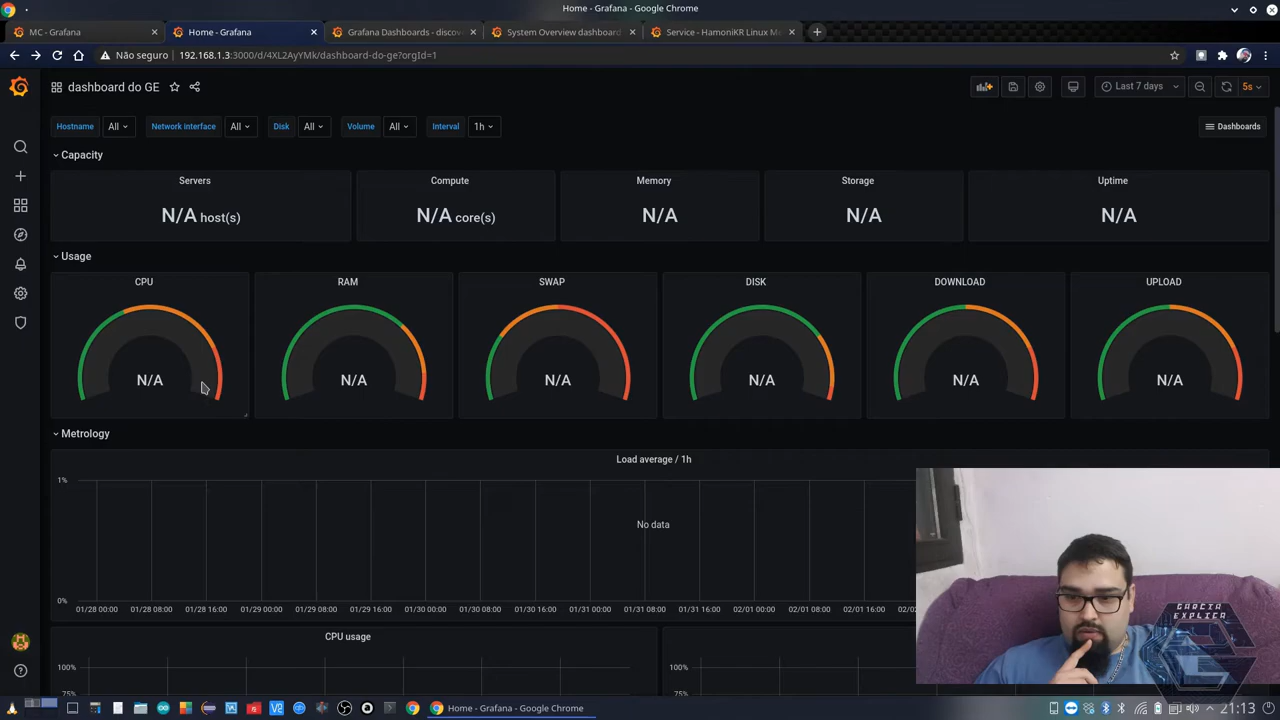 Home - Grafana - Google Chrome
MC - Grafana
Home - Grafana
Grafana Dashboards - discov
System Overview dashboard
Service - HamoniKR Linux Me
Não seguro
192.168.1.3:3000/d/4XL2AyYMk/dashboard-do-ge?orgId=1
dashboard do GE
Last 7 days
5s
Hostname All
Network interface All
Disk All
Volume All
Interval 1h
Dashboards
Capacity
Servers
Compute
Memory
Storage
Uptime
N/A host(s)
N/A core(s)
N/A
N/A
N/A
Usage
CPU
RAM
SWAP
DISK
DOWNLOAD
UPLOAD
N/A
N/A
N/A
N/A
N/A
N/A
Metrology
Load average / 1h
1%
No data
0%
01/28 00:00
01/28 08:00
01/28 16:00
01/29 00:00
01/29 08:00
01/29 16:00
01/30 00:00
01/30 08:00
01/30 16:00
01/31 00:00
01/31 08:00
01/31 16:00
02/01 00:00
02/01 08:00
02/01 16:00
CPU usage
100%
75%
100%
75%
GARCIA
EXPLICA
Home - Grafana - Google Chrome
21:13